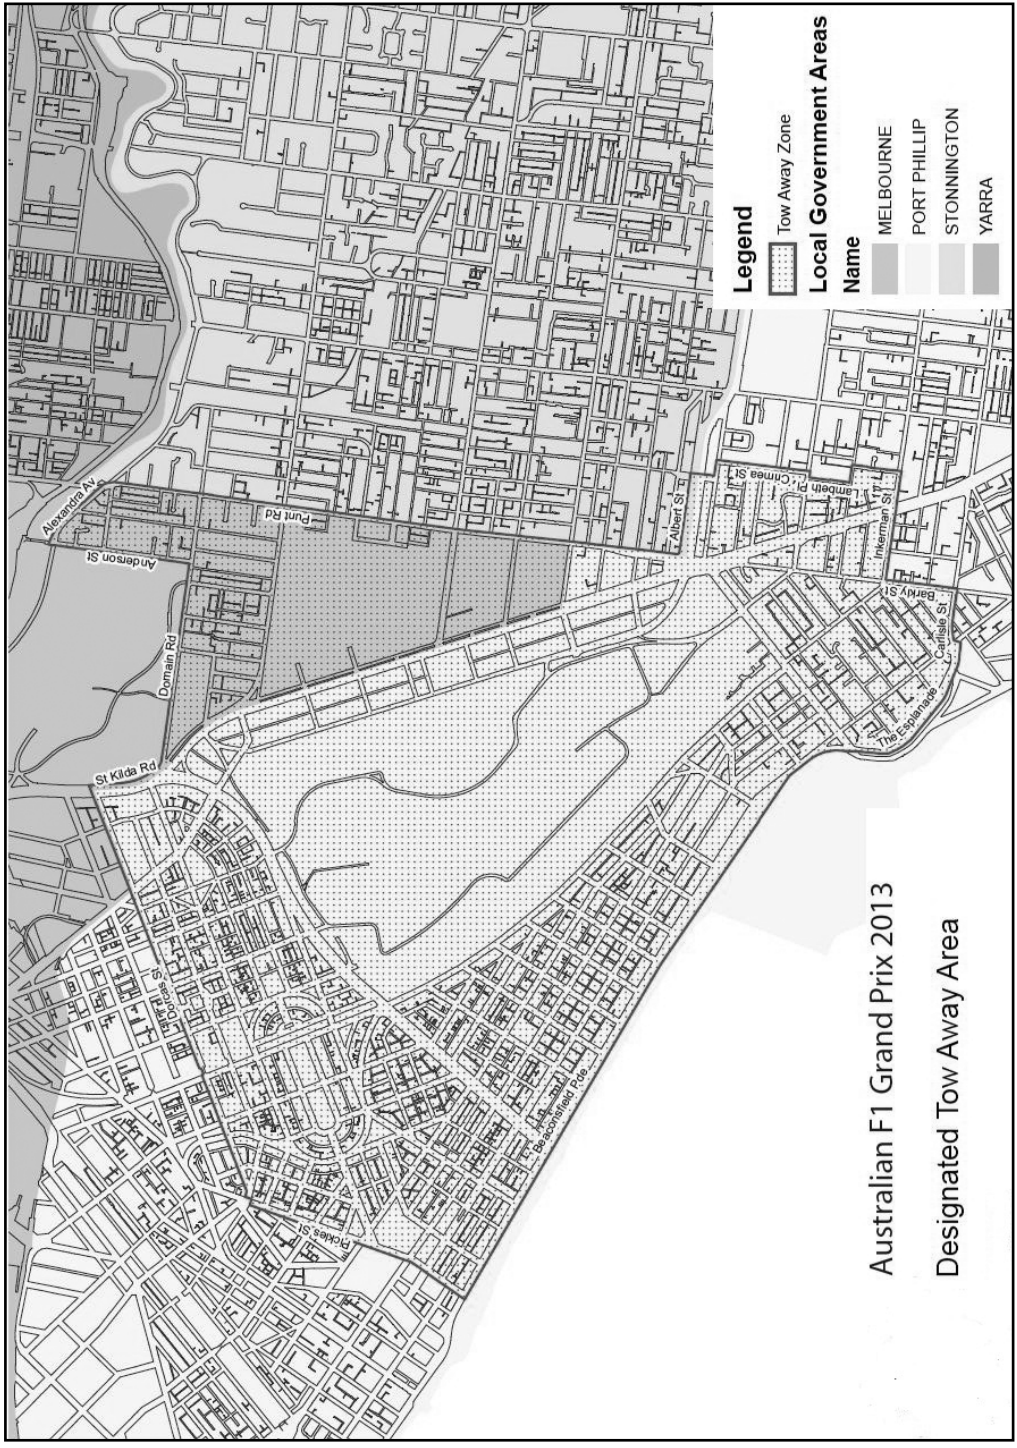 Alexandra Av
Anderson St
Punt Rd
Domain Rd
St Kilda Rd
Dorcas St
Pickles St
Beaconsfield Pde
Albert St
Crimea St
Lambeth Pl
Inkerman St
Barkly St
Carlisle St
The Esplanade
Legend
Tow Away Zone
Local Government Areas
Name
MELBOURNE
PORT PHILLIP
STONNINGTON
YARRA
Australian F1 Grand Prix 2013
Designated Tow Away Area